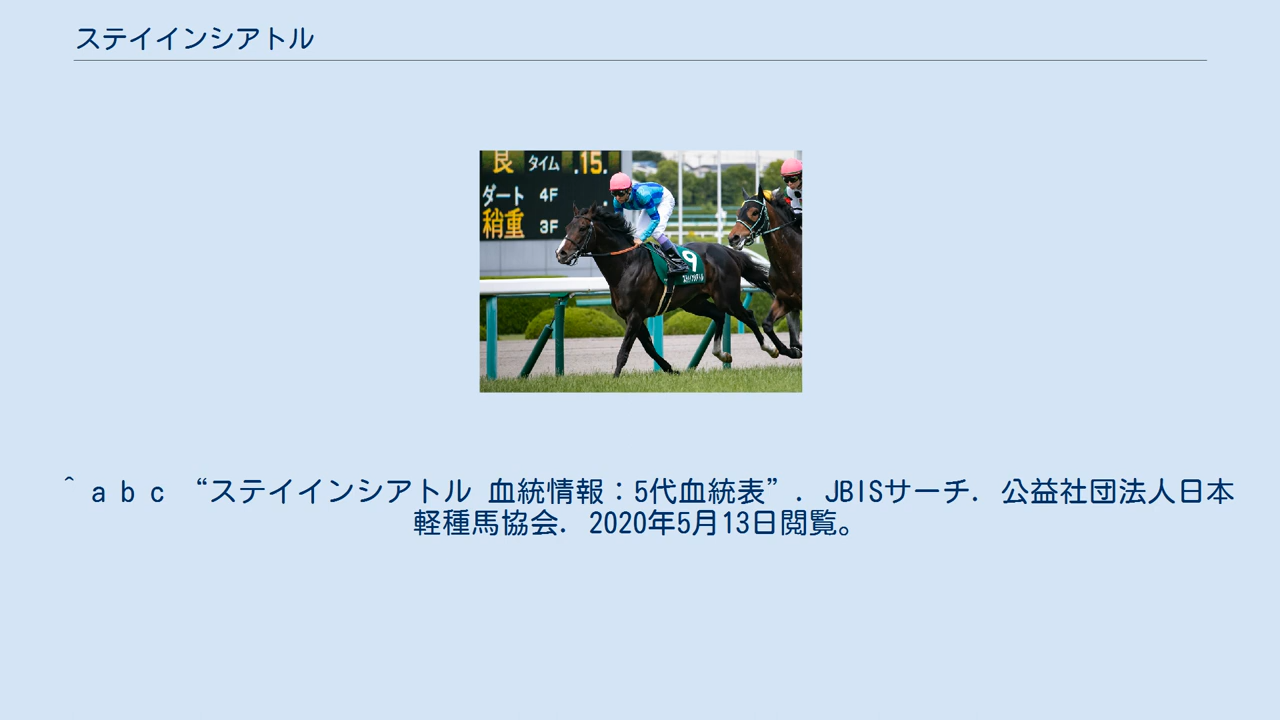 ステイインシアトル
良 タイム .15.
ダート 4F
稍重 3F
9
^ a b c “ステイインシアトル 血統情報：5代血統表”. JBISサーチ. 公益社団法人日本
軽種馬協会. 2020年5月13日閲覧。